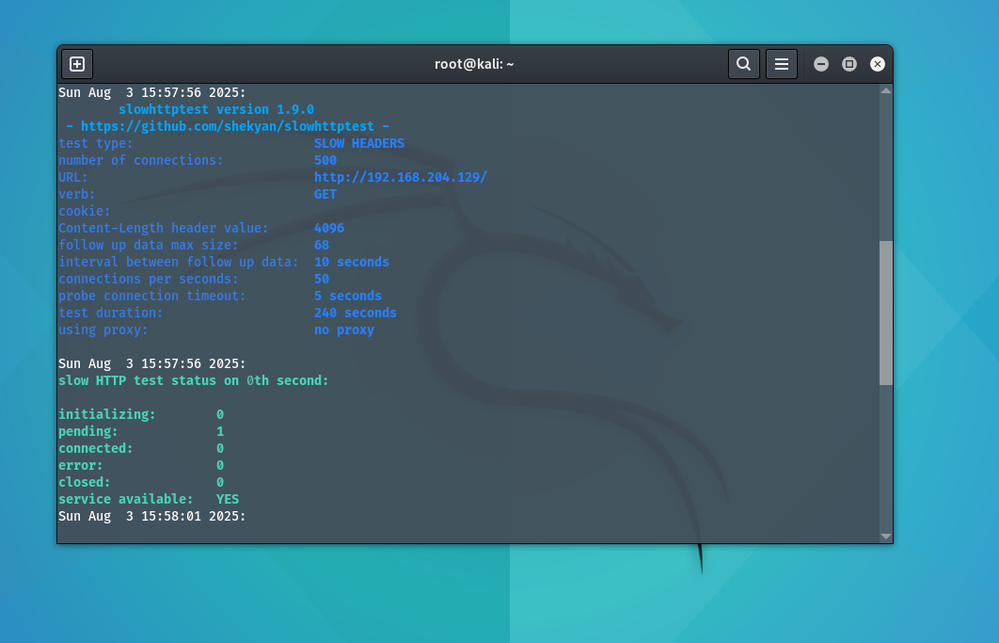 root@kali: ~
Sun Aug  3 15:57:56 2025:
        slowhttptest version 1.9.0
 - https://github.com/shekyan/slowhttptest -
test type:                        SLOW HEADERS
number of connections:            500
URL:                              http://192.168.204.129/
verb:                             GET
cookie:
Content-Length header value:      4096
follow up data max size:          68
interval between follow up data:  10 seconds
connections per seconds:          50
probe connection timeout:         5 seconds
test duration:                    240 seconds
using proxy:                      no proxy

Sun Aug  3 15:57:56 2025:
slow HTTP test status on 0th second:

initializing:        0
pending:             1
connected:           0
error:               0
closed:              0
service available:   YES
Sun Aug  3 15:58:01 2025: